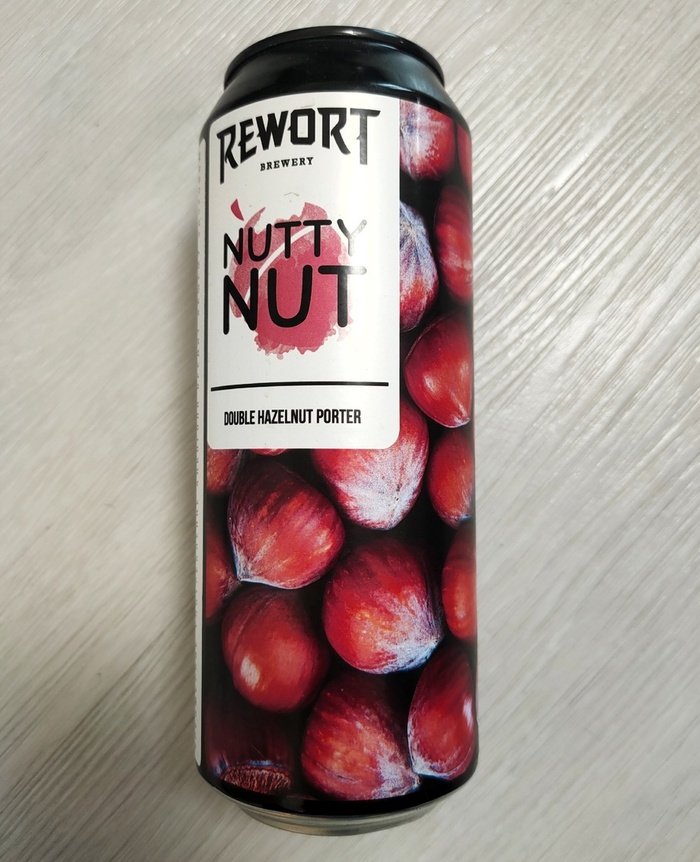 REWORT
BREWERY
NUTTY
NUT
DOUBLE HAZELNUT PORTER